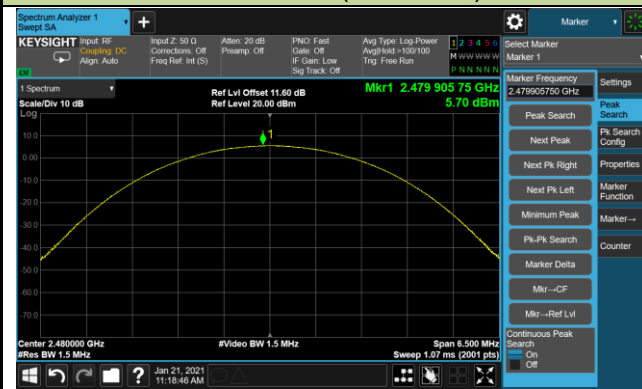 Spectrum Analyzer 1
Swept SA
+
Marker
KEYSIGHT
Input: RF
Coupling: DC
Align: Auto
Input Z: 50 Ω
Corrections: Off
Freq Ref: Int (S)
Atten: 20 dB
Preamp: Off
PNO: Fast
Gate: Off
IF Gain: Low
Sig Track: Off
Avg Type: Log-Power
Avg|Hold:>100/100
Trig: Free Run
1 2 3 4 5 6
M W W W W W
P N N N N N
LV
Select Marker
Marker 1
1 Spectrum
Scale/Div 10 dB
Log
Ref Lvl Offset 11.60 dB
Ref Level 20.00 dBm
Mkr1 2.479 905 75 GHz
5.70 dBm
Marker Frequency
2.479905750 GHz
Peak Search
Next Peak
Next Pk Right
Next Pk Left
Minimum Peak
Pk-Pk Search
Marker Delta
Mkr→CF
Mkr→Ref Lvl
Continuous Peak
Search
On
Off
Settings
Peak
Search
Pk Search
Config
Properties
Marker
Function
Marker→
Counter
1
10.0
0.00
-10.0
-20.0
-30.0
-40.0
-50.0
-60.0
-70.0
Center 2.480000 GHz
#Res BW 1.5 MHz
#Video BW 1.5 MHz
Span 6.500 MHz
Sweep 1.07 ms (2001 pts)
?
Jan 21, 2021
11:18:46 AM